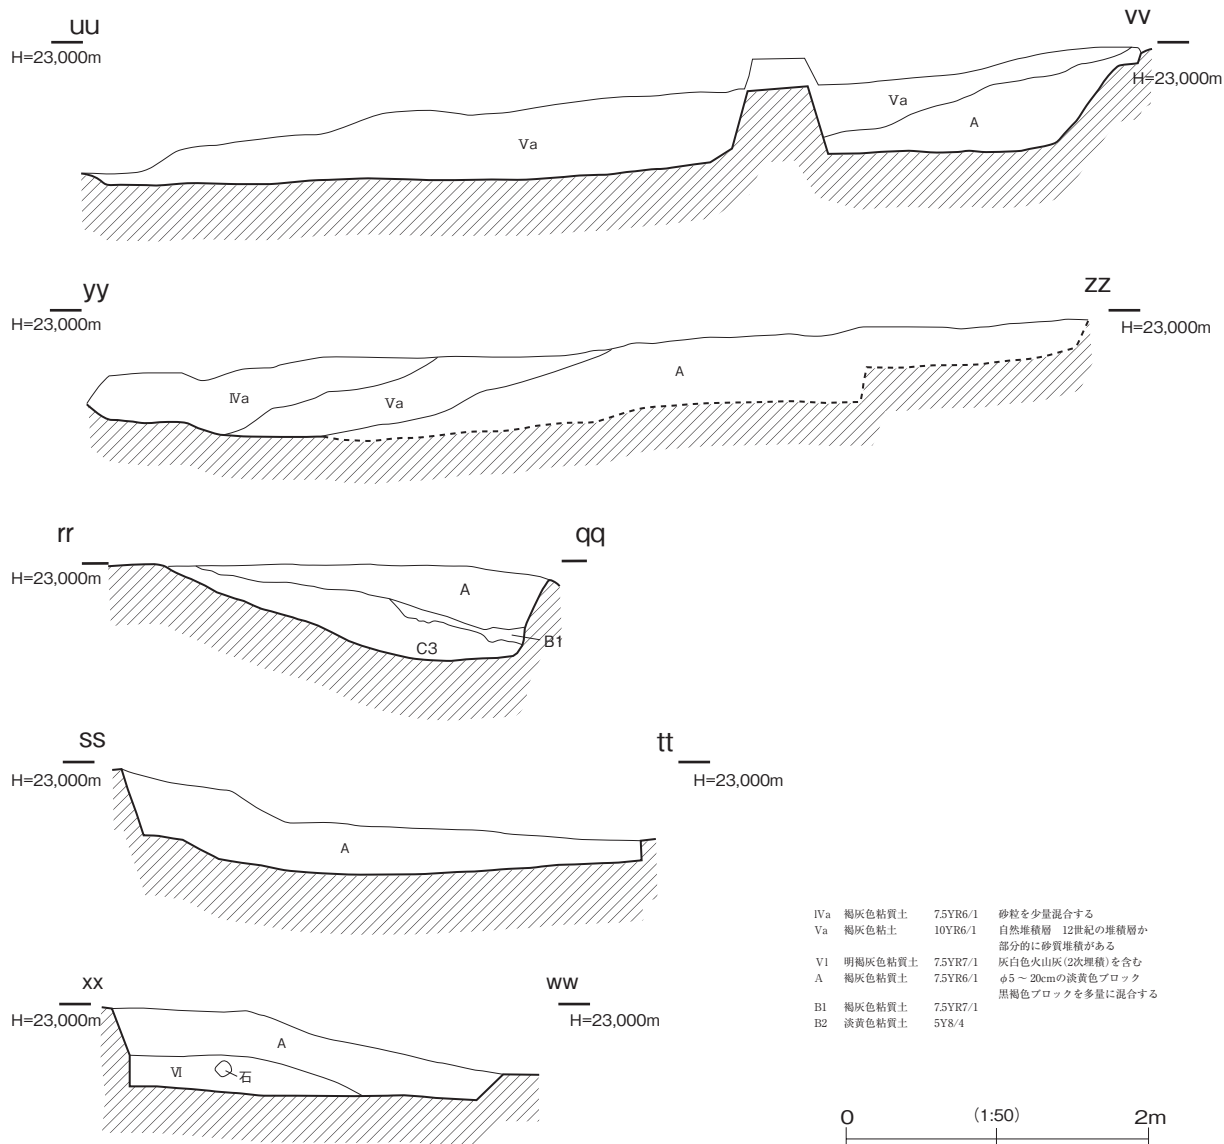 uu
vv
H=23,000m
H=23,000m
Va
Va
A
yy
zz
H=23,000m
H=23,000m
Ⅳa
Va
A
rr
qq
H=23,000m
A
B1
C3
ss
tt
H=23,000m
H=23,000m
A
xx
ww
H=23,000m
H=23,000m
A
Ⅵ
石
ⅣVa 褐灰色粘質土 7.5YR6/1 砂粒を少量混合する
Va 褐灰色粘土 10YR6/1 自然堆積層 12世紀の堆積層か
部分的に砂質堆積がある
V1 明褐灰色粘質土 7.5YR7/1 灰白色火山灰(2次埋積)を含む
A 褐灰色粘質土 7.5YR6/1 φ5～20cmの淡黄色ブロック
黒褐色ブロックを多量に混合する
B1 褐灰色粘質土 7.5YR7/1
B2 淡黄色粘質土 5Y8/4
0 (1:50) 2m